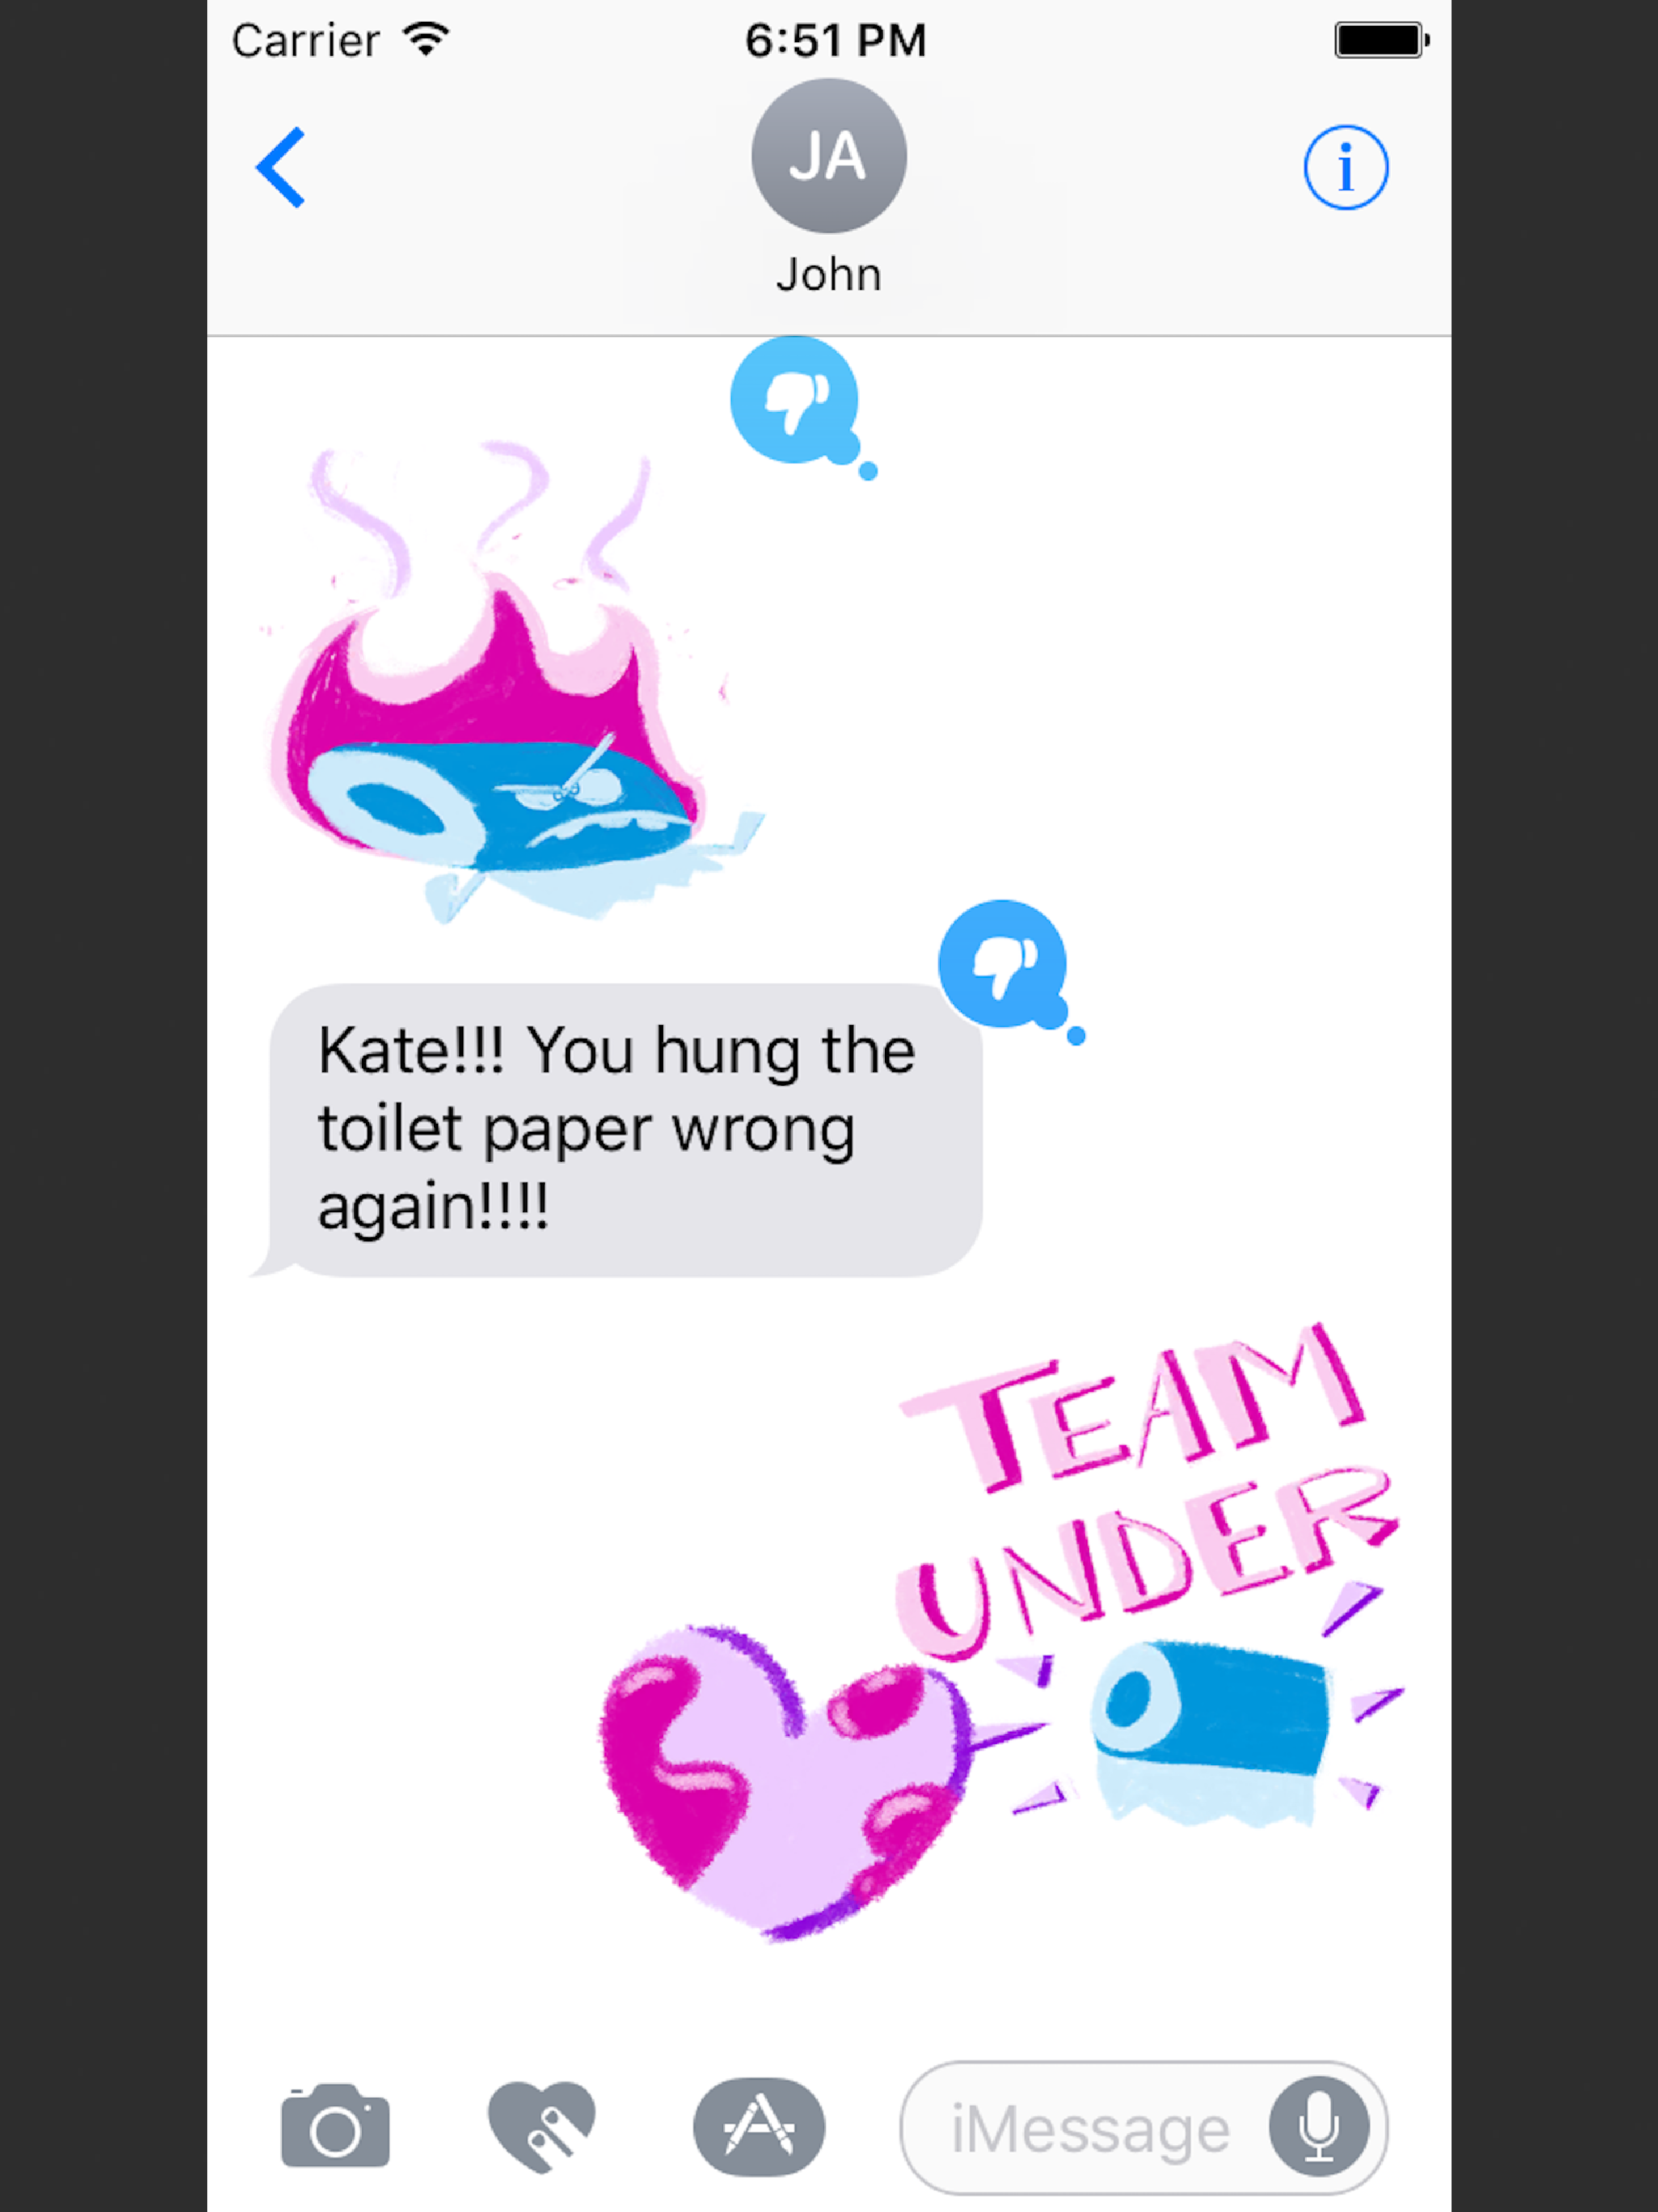 Carrier 6:51 PM
JA
John
Kate!!! You hung the
toilet paper wrong
again!!!!
TEAM
UNDER
iMessage